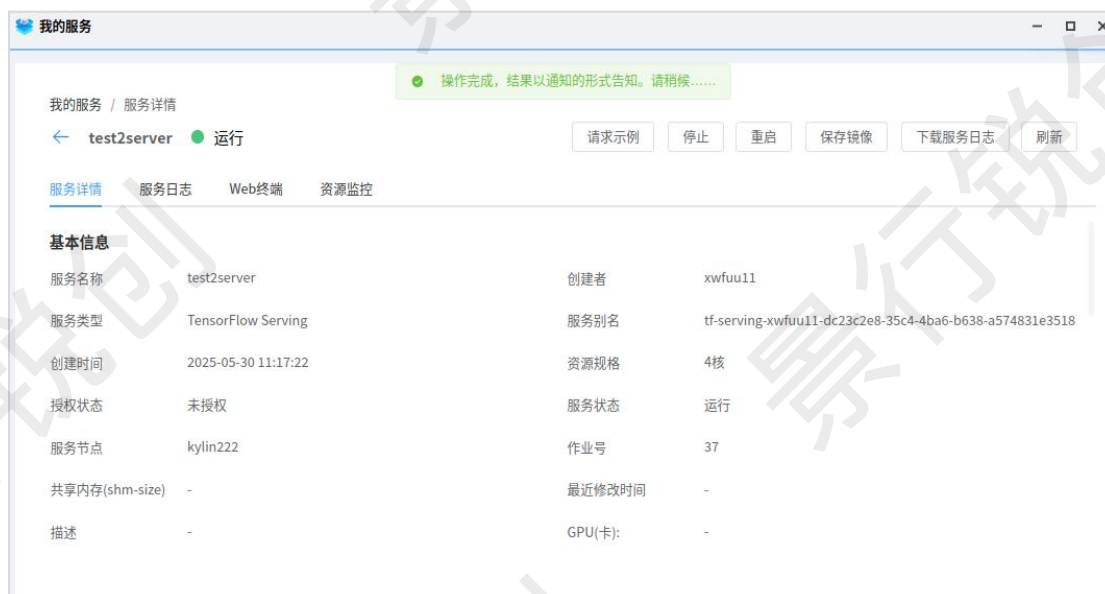 我的服务
操作完成，结果以通知的形式告知。请稍候......
我的服务 / 服务详情
← test2server 运行 请求示例 停止 重启 保存镜像 下载服务日志 刷新
服务详情 服务日志 Web终端 资源监控
基本信息
服务名称 test2server 创建者 xwfuu11
服务类型 TensorFlow Serving 服务别名 tf-serving-xwfuu11-dc23c2e8-35c4-4ba6-b638-a574831e3518
创建时间 2025-05-30 11:17:22 资源规格 4核
授权状态 未授权 服务状态 运行
服务节点 kylin222 作业号 37
共享内存(shm-size) - 最近修改时间 -
描述 - GPU(卡): -
景行锐创
锐创